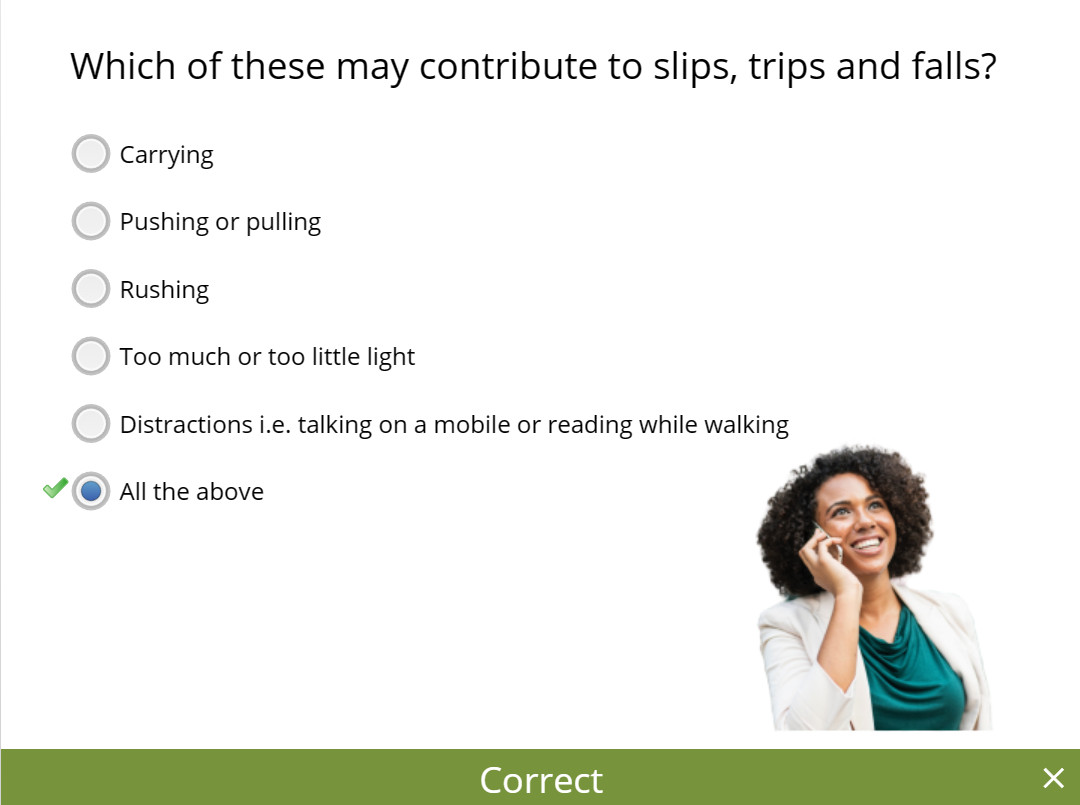 Which of these may contribute to slips, trips and falls?
Carrying
Pushing or pulling
Rushing
Too much or too little light
Distractions i.e. talking on a mobile or reading while walking
All the above
Correct